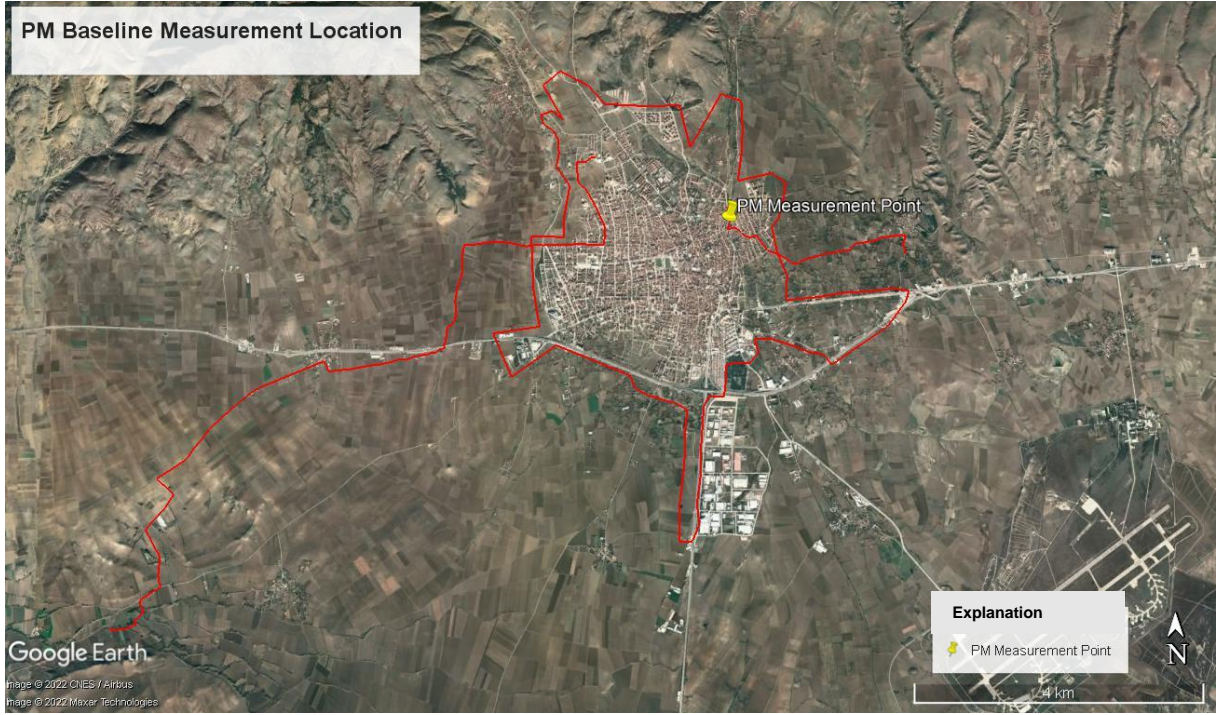 PM Baseline Measurement Location
PM Measurement Point
Explanation
PM Measurement Point
N
4 km
Google Earth
Image © 2022 CNES / Airbus
Image © 2022 Maxar Technologies